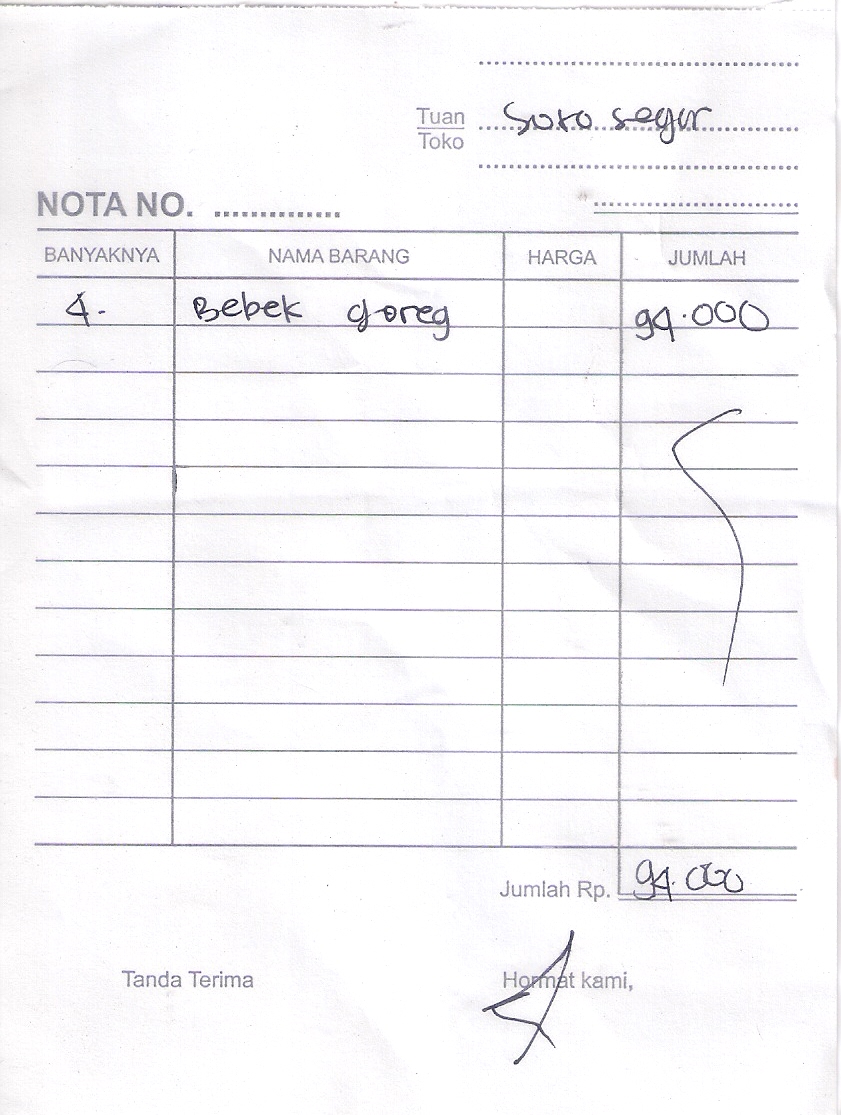 Tuan Soto segar
Toko
NOTA NO. ..............
BANYAKNYA NAMA BARANG HARGA JUMLAH
4. Bebek Goreg 94.000
Jumlah Rp. 94.000
Tanda Terima Hormat kami,